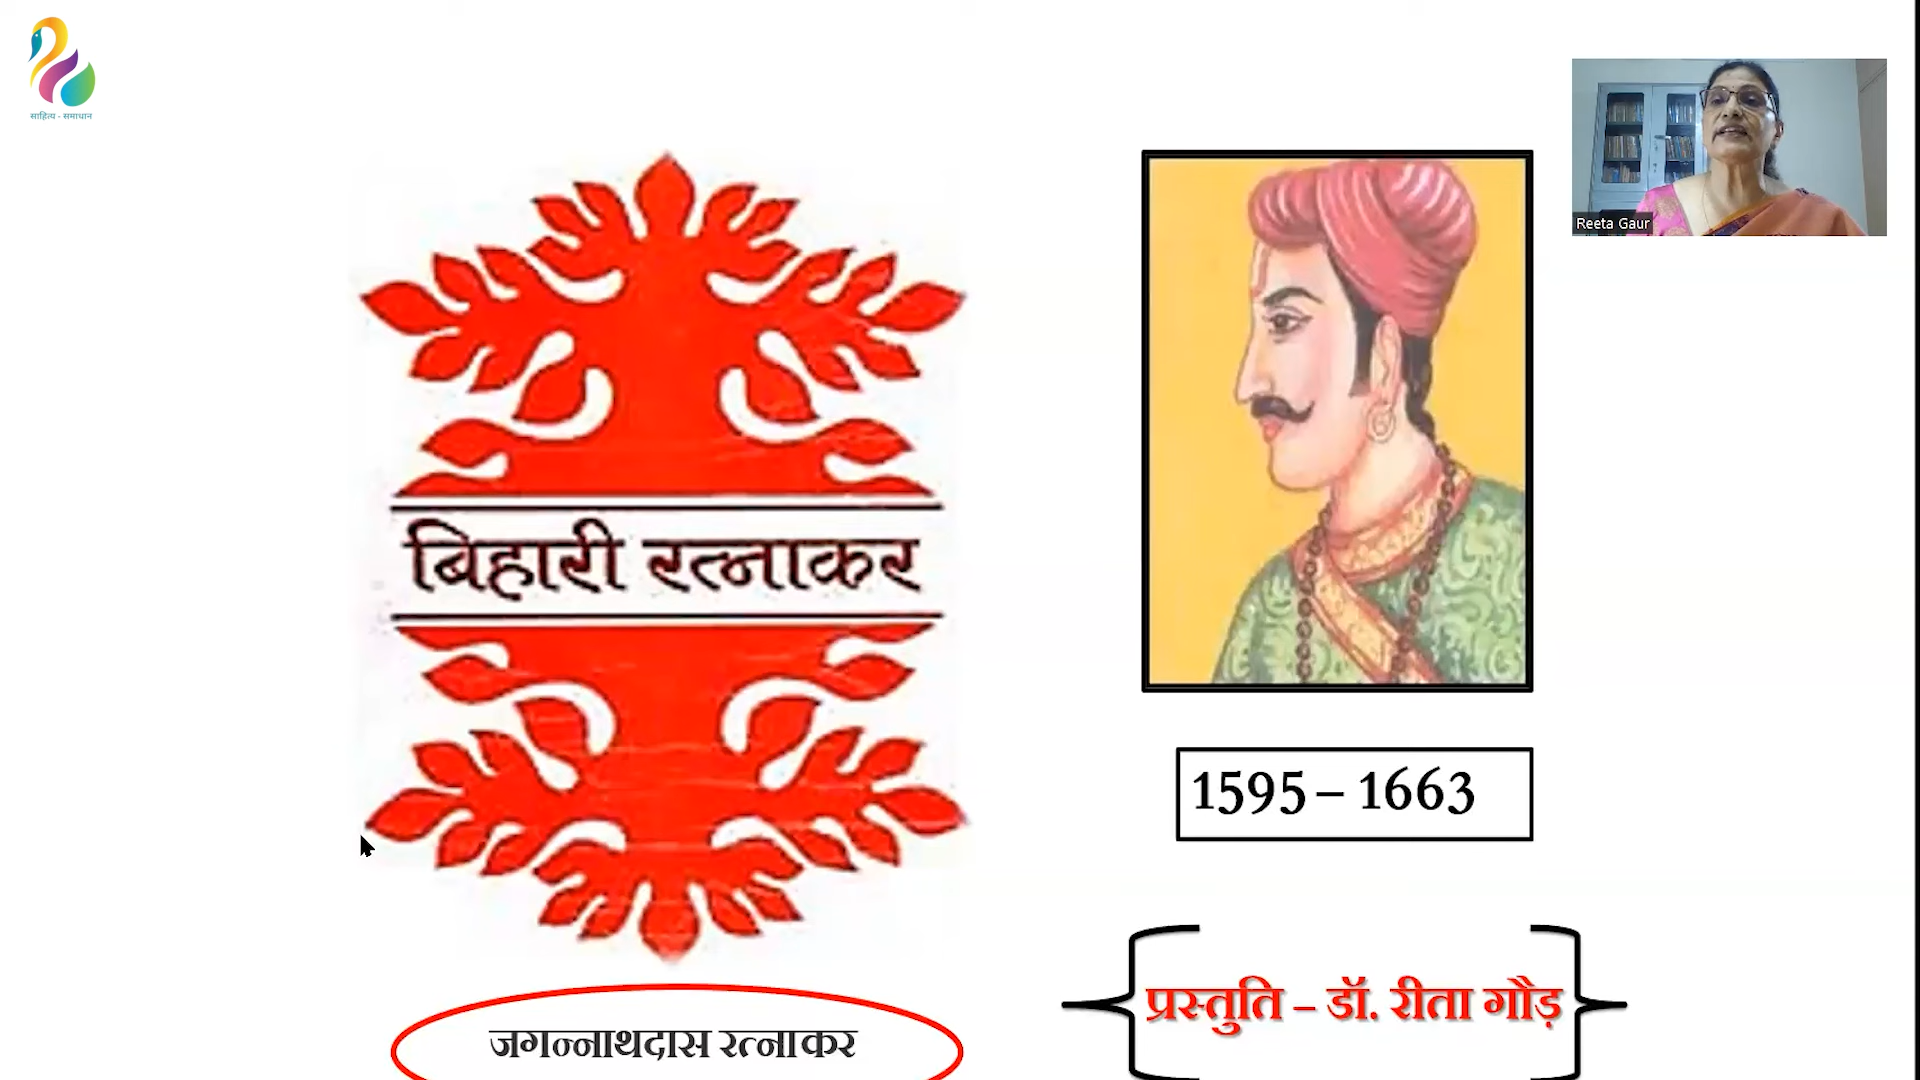 साहित्य - समाधान
Reeta Gaur
बिहारी रत्नाकर
1595 – 1663
प्रस्तुति – डॉ. रीता गौड़
जगन्नाथदास रत्नाकर